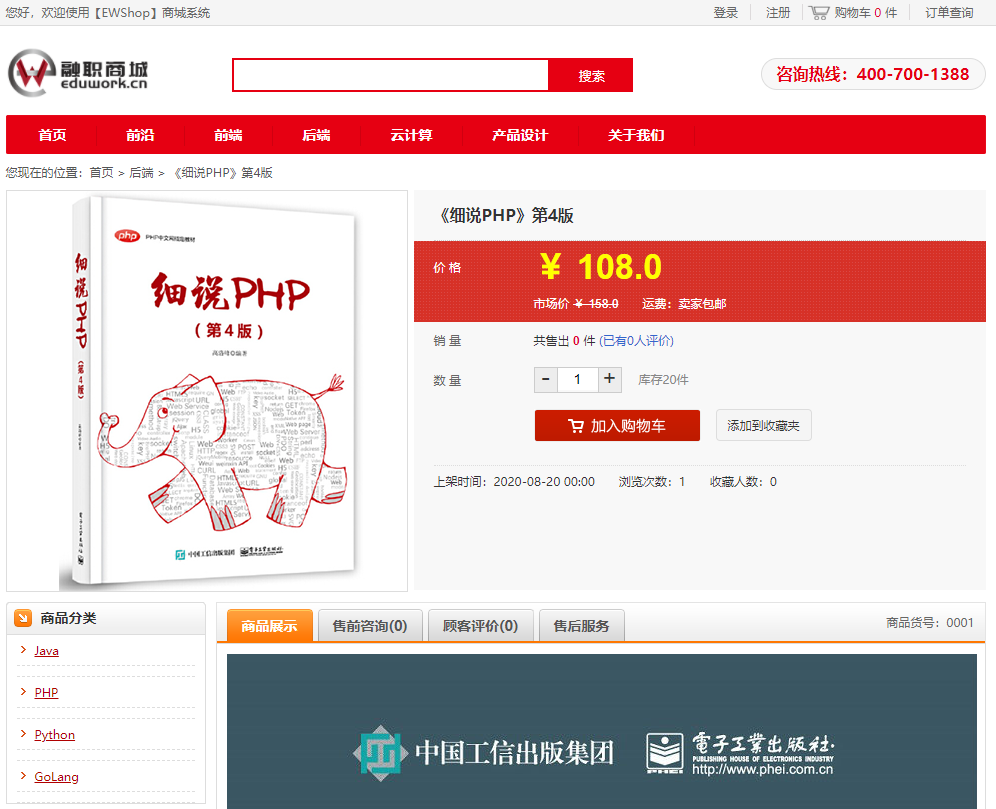 您好，欢迎使用【EWShop】商城系统 登录 注册 购物车 0 件 订单查询
融职商城
eduwork.cn
搜索
咨询热线：400-700-1388
首页 前沿 前端 后端 云计算 产品设计 关于我们
您现在的位置：首页 > 后端 > 《细说PHP》第4版
php
细说PHP
(第4版)
细说PHP
（第4版）
中国工信出版集团 电子工业出版社
《细说PHP》第4版
价 格 ￥ 108.0
市场价 ￥ 158.0 运费：卖家包邮
销 量 共售出 0 件 (已有0人评价)
数 量 - 1 + 库存20件
加入购物车 添加到收藏夹
上架时间：2020-08-20 00:00 浏览次数：1 收藏人数：0
商品分类
Java
PHP
Python
GoLang
商品展示 售前咨询(0) 顾客评价(0) 售后服务 商品货号：0001
中国工信出版集团
電子工業出版社
PUBLISHING HOUSE OF ELECTRONICS INDUSTRY
PHEI http://www.phei.com.cn